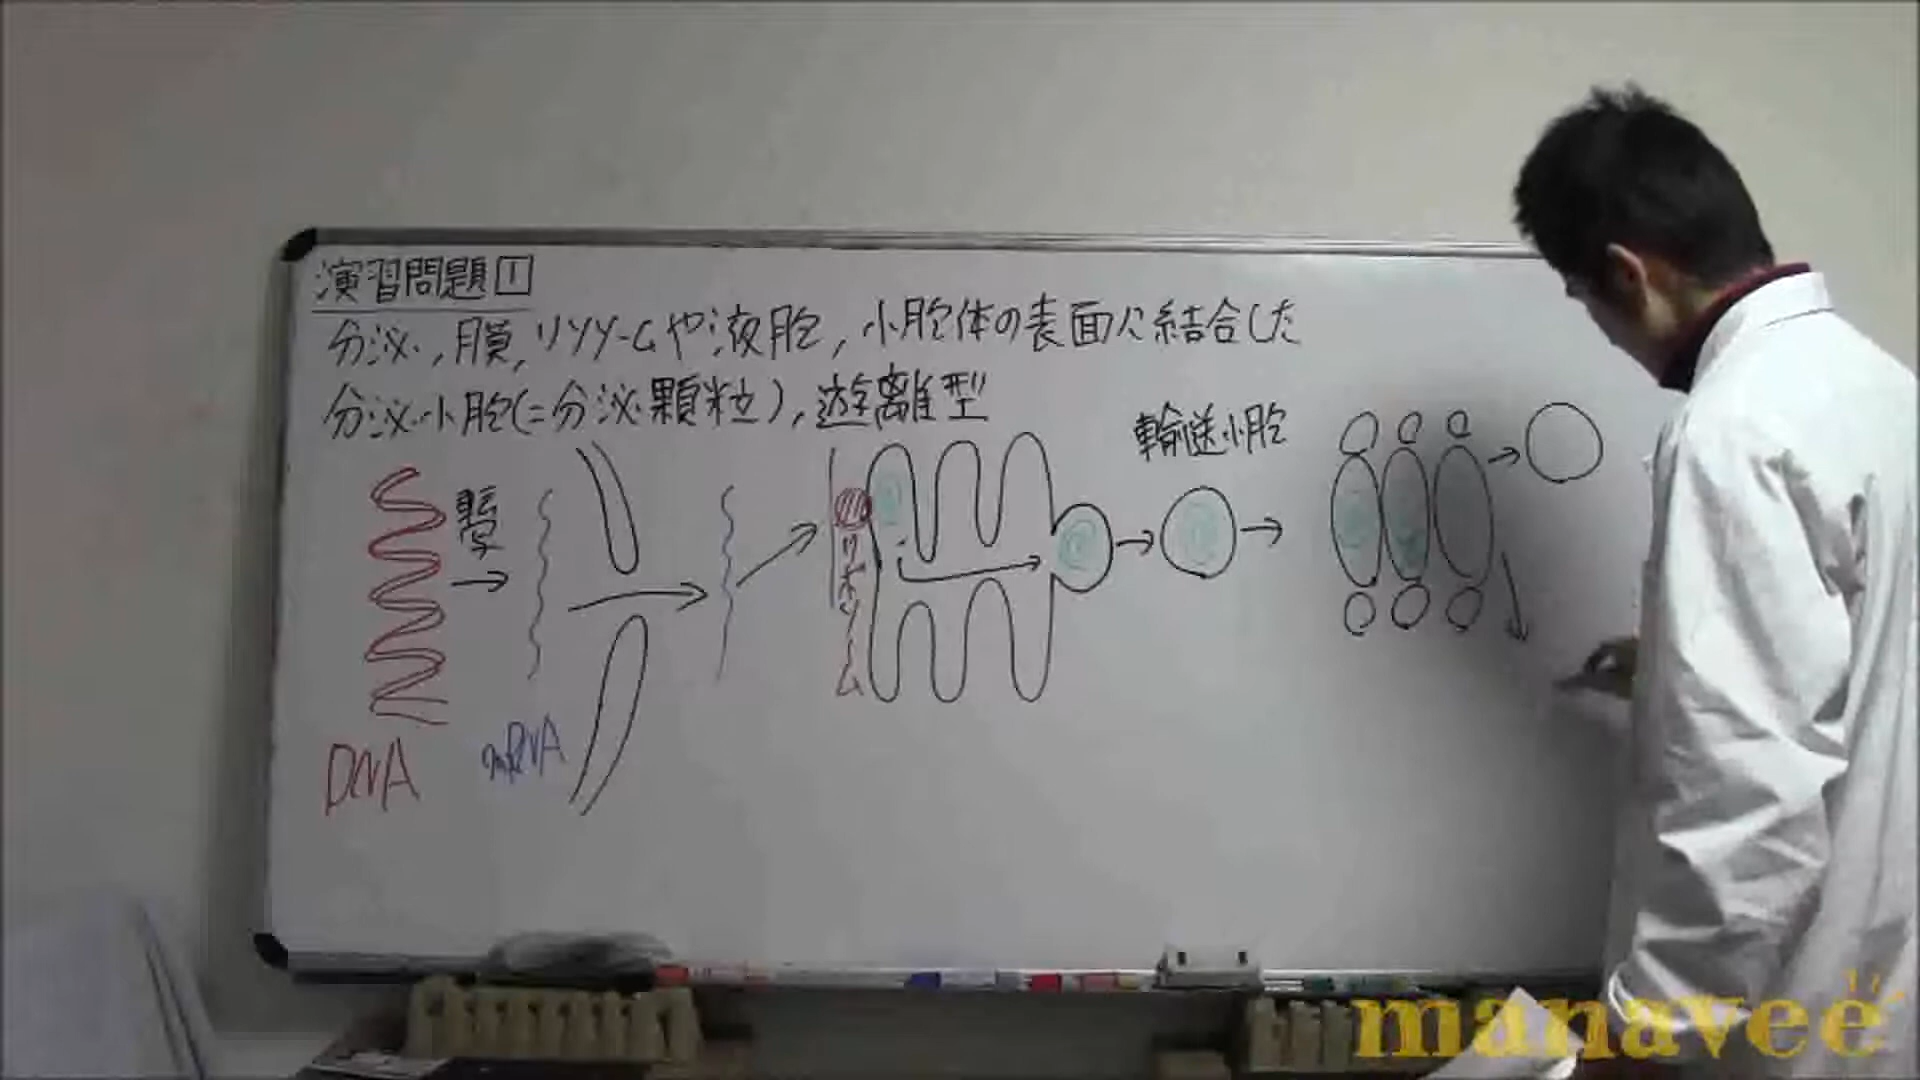 演習問題1
分泌,膜,リソソームや液胞,小胞体の表面に結合した
分泌小胞(=分泌顆粒),遊離型
転写
輸送小胞
リボソーム
DNA
mRNA
manavee